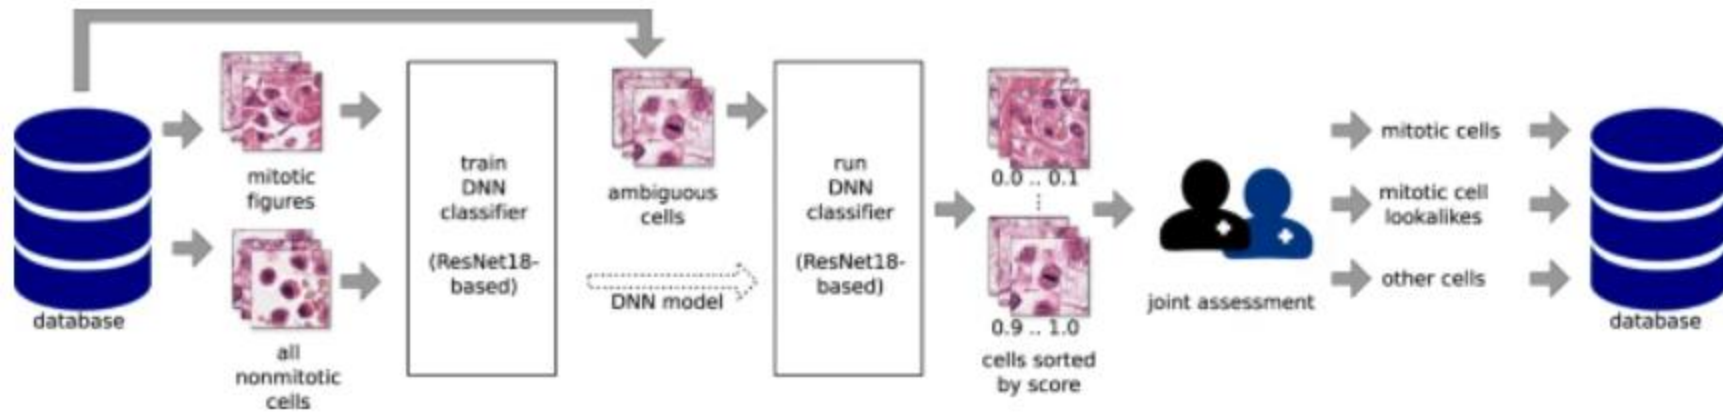 database
mitotic
figures
all
nonmitotic
cells
train
DNN
classifier
(ResNet18-
based)
DNN model
ambiguous
cells
run
DNN
classifier
(ResNet18-
based)
0.0 .. 0.1
0.9 .. 1.0
cells sorted
by score
joint assessment
mitotic cells
mitotic cell
lookalikes
other cells
database